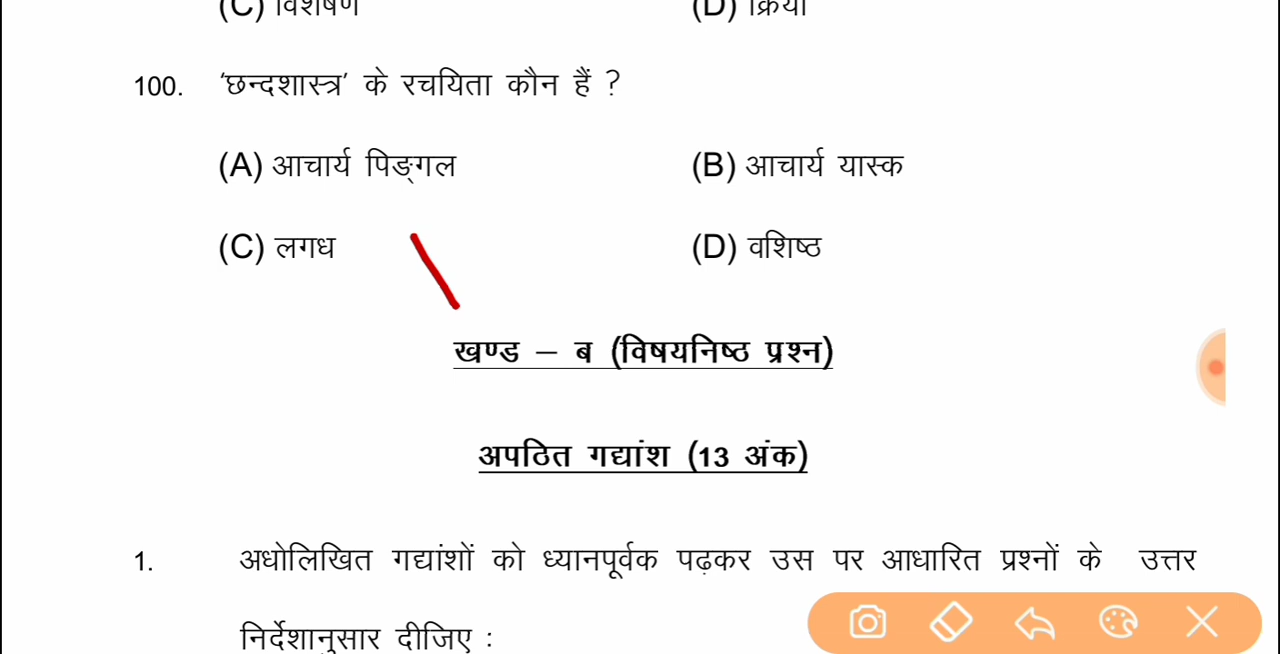 (C) विशेषण (D) क्रिया
100. ‘छन्दशास्त्र’ के रचयिता कौन हैं ?
(A) आचार्य पिङ्गल (B) आचार्य यास्क
(C) लगध (D) वशिष्ठ
खण्ड – ब (विषयनिष्ठ प्रश्न)
अपठित गद्यांश (13 अंक)
1. अधोलिखित गद्यांशों को ध्यानपूर्वक पढ़कर उस पर आधारित प्रश्नों के उत्तर
निर्देशानुसार दीजिए :